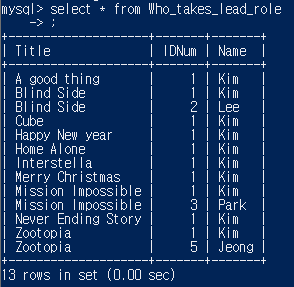 mysql> select * from Who_takes_lead_role
    -> ;
+--------------------+-------+-------+
| Title              | IDNum | Name  |
+--------------------+-------+-------+
| A good thing       |     1 | Kim   |
| Blind Side         |     1 | Kim   |
| Blind Side         |     2 | Lee   |
| Cube               |     1 | Kim   |
| Happy New year     |     1 | Kim   |
| Home Alone         |     1 | Kim   |
| Interstella        |     1 | Kim   |
| Merry Christmas    |     1 | Kim   |
| Mission Impossible |     1 | Kim   |
| Mission Impossible |     3 | Park  |
| Never Ending Story |     1 | Kim   |
| Zootopia           |     1 | Kim   |
| Zootopia           |     5 | Jeong |
+--------------------+-------+-------+
13 rows in set (0.00 sec)